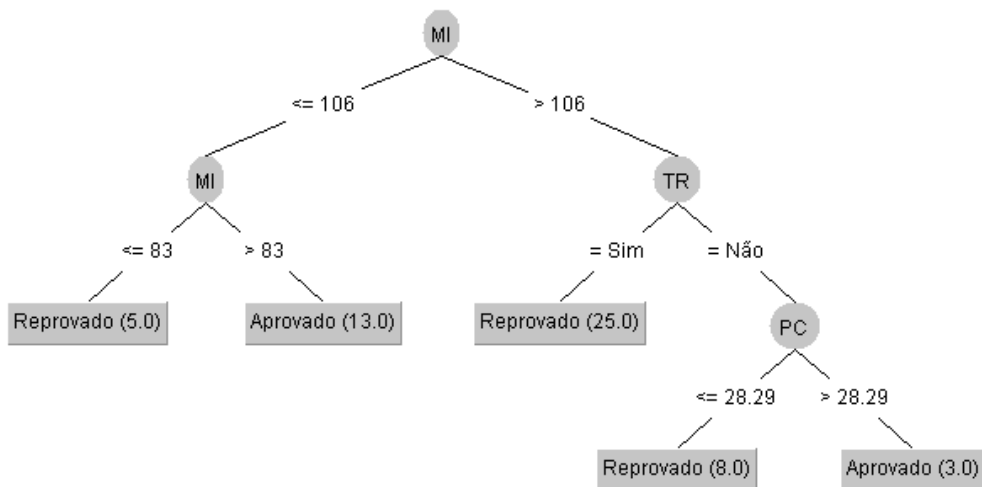 MI
<= 106 > 106
MI TR
<= 83 > 83 = Sim = Não
Reprovado (5.0) Aprovado (13.0) Reprovado (25.0) PC
<= 28.29 > 28.29
Reprovado (8.0) Aprovado (3.0)